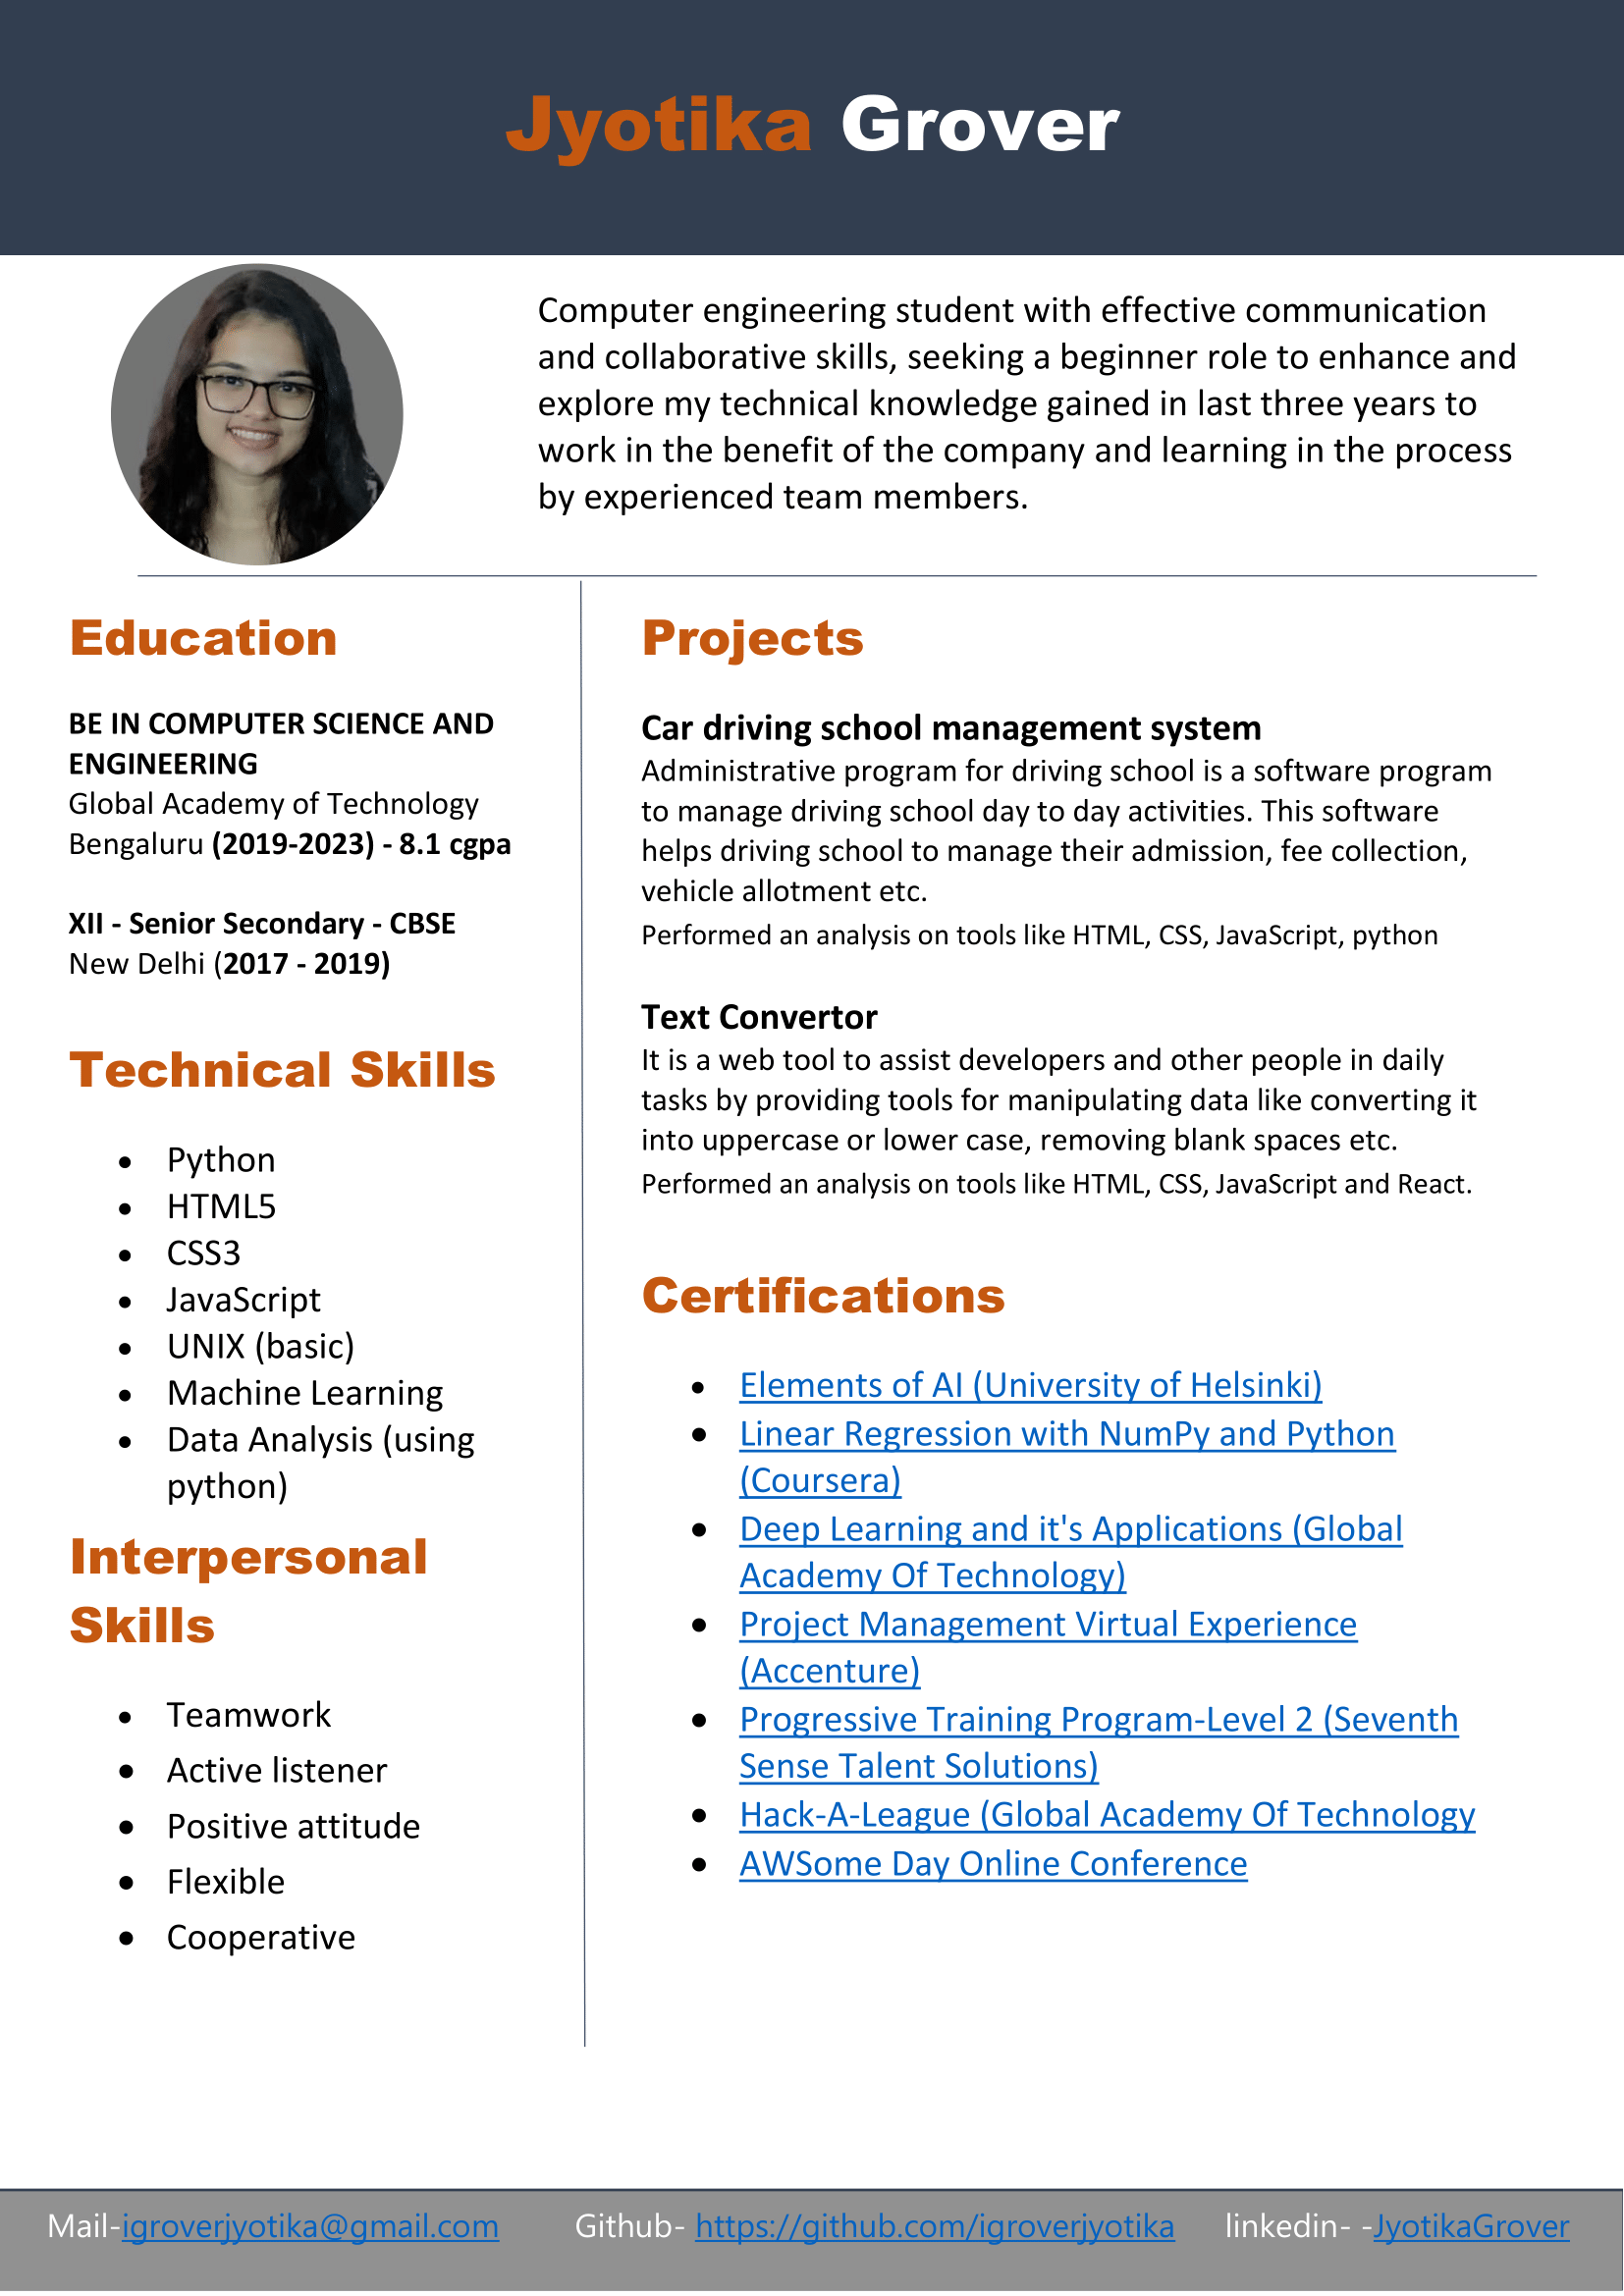 Jyotika Grover
Computer engineering student with effective communication
and collaborative skills, seeking a beginner role to enhance and
explore my technical knowledge gained in last three years to
work in the benefit of the company and learning in the process
by experienced team members.
Education
BE IN COMPUTER SCIENCE AND
ENGINEERING
Global Academy of Technology
Bengaluru (2019-2023) - 8.1 cgpa
XII - Senior Secondary - CBSE
New Delhi (2017 - 2019)
Technical Skills
• Python
• HTML5
• CSS3
• JavaScript
• UNIX (basic)
• Machine Learning
• Data Analysis (using
python)
Interpersonal
Skills
• Teamwork
• Active listener
• Positive attitude
• Flexible
• Cooperative
Projects
Car driving school management system
Administrative program for driving school is a software program
to manage driving school day to day activities. This software
helps driving school to manage their admission, fee collection,
vehicle allotment etc.
Performed an analysis on tools like HTML, CSS, JavaScript, python
Text Convertor
It is a web tool to assist developers and other people in daily
tasks by providing tools for manipulating data like converting it
into uppercase or lower case, removing blank spaces etc.
Performed an analysis on tools like HTML, CSS, JavaScript and React.
Certifications
• Elements of AI (University of Helsinki)
• Linear Regression with NumPy and Python
(Coursera)
• Deep Learning and it's Applications (Global
Academy Of Technology)
• Project Management Virtual Experience
(Accenture)
• Progressive Training Program-Level 2 (Seventh
Sense Talent Solutions)
• Hack-A-League (Global Academy Of Technology
• AWSome Day Online Conference
Mail-igroverjyotika@gmail.com Github- https://github.com/igroverjyotika linkedin- -JyotikaGrover